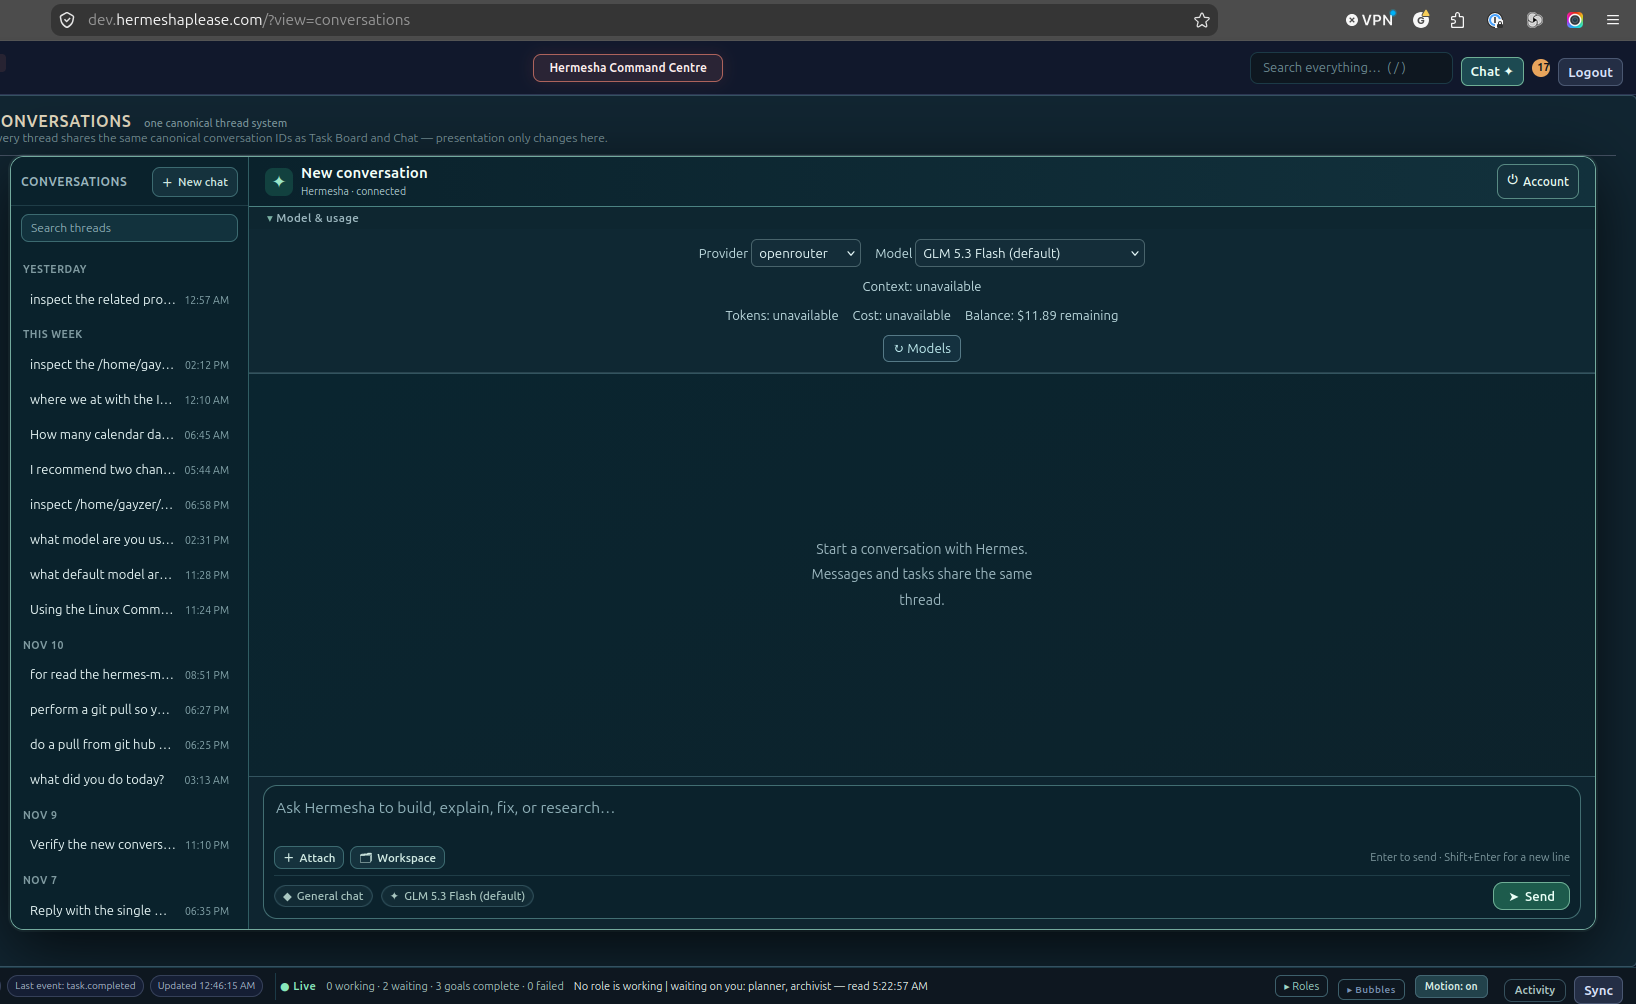 dev.hermeshaplease.com/?view=conversations
VPN
Hermesha Command Centre
Search everything... (/)
Chat ✦
17
Logout
ONVERSATIONS one canonical thread system
very thread shares the same canonical conversation IDs as Task Board and Chat — presentation only changes here.
CONVERSATIONS
+ New chat
Search threads
YESTERDAY
inspect the related pro... 12:57 AM
THIS WEEK
inspect the /home/gay... 02:12 PM
where we at with the I... 12:10 AM
How many calendar da... 06:45 AM
I recommend two chan... 05:44 AM
inspect /home/gayzer/... 06:58 PM
what model are you us... 02:31 PM
what default model ar... 11:28 PM
Using the Linux Comm... 11:24 PM
NOV 10
for read the hermes-m... 08:51 PM
perform a git pull so y... 06:27 PM
do a pull from git hub ... 06:25 PM
what did you do today? 03:13 AM
NOV 9
Verify the new convers... 11:10 PM
NOV 7
Reply with the single ... 06:35 PM
New conversation
Hermesha · connected
Account
▾ Model & usage
Provider openrouter Model GLM 5.3 Flash (default)
Context: unavailable
Tokens: unavailable Cost: unavailable Balance: $11.89 remaining
↻ Models
Start a conversation with Hermes.
Messages and tasks share the same
thread.
Ask Hermesha to build, explain, fix, or research...
+ Attach Workspace
Enter to send · Shift+Enter for a new line
◆ General chat ✦ GLM 5.3 Flash (default)
➤ Send
Last event: task.completed Updated 12:46:15 AM ● Live 0 working · 2 waiting · 3 goals complete · 0 failed No role is working | waiting on you: planner, archivist — read 5:22:57 AM
▸ Roles ▸ Bubbles Motion: on Activity Sync